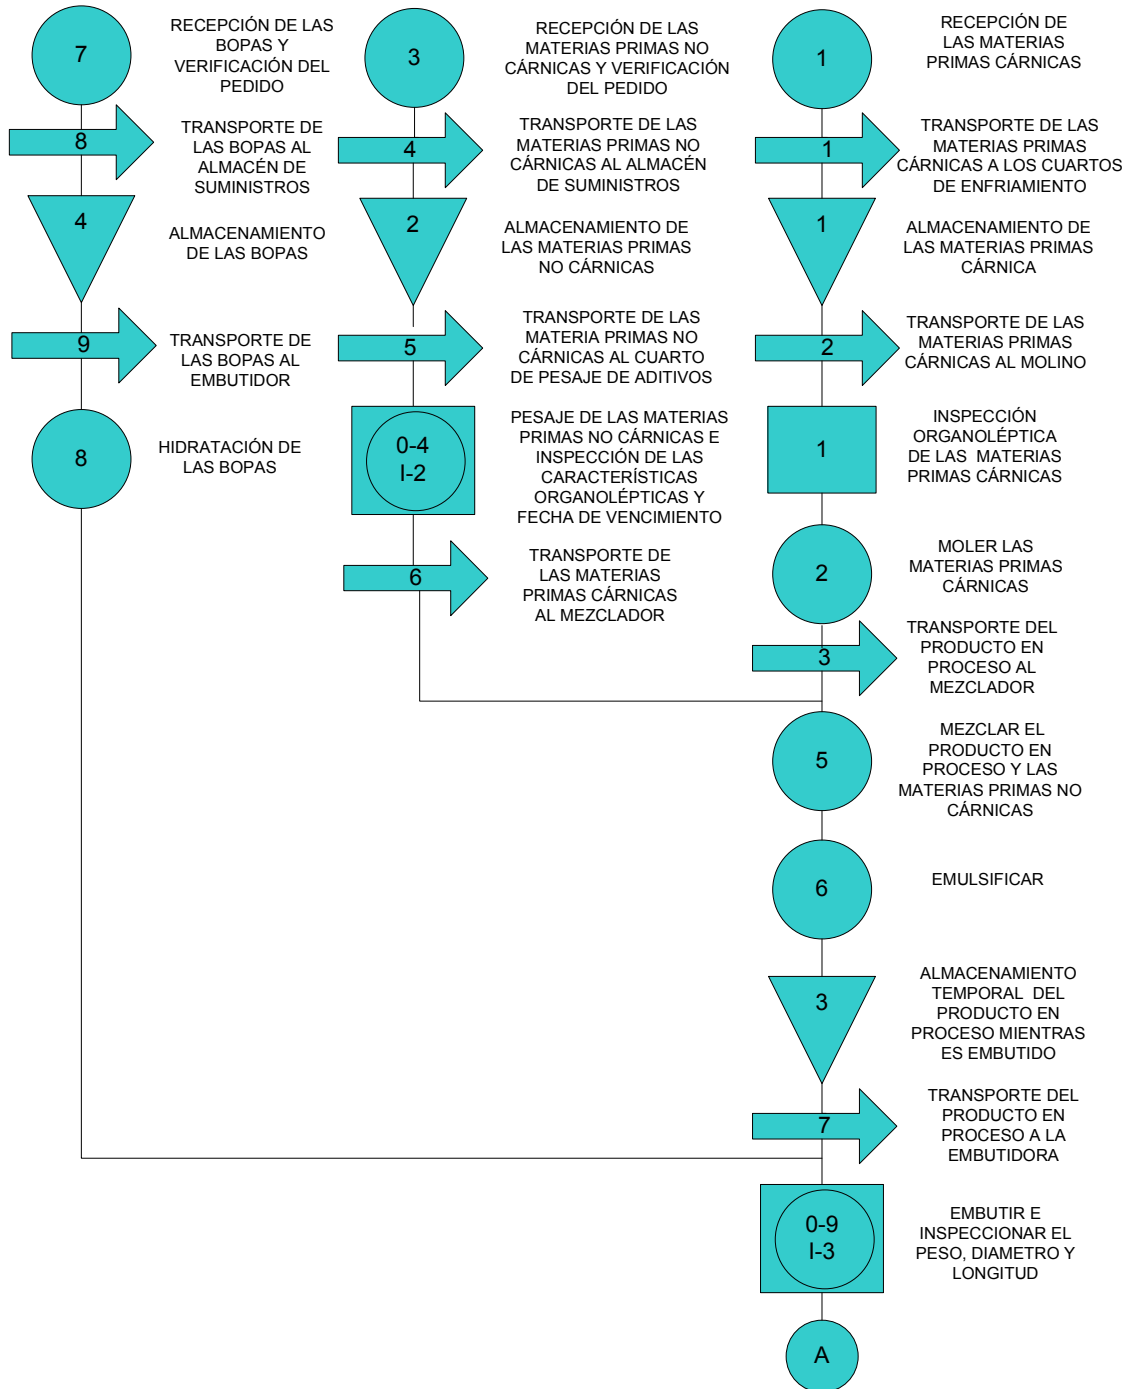 7
RECEPCIÓN DE LAS
BOPAS Y
VERIFICACIÓN DEL
PEDIDO
8
TRANSPORTE DE
LAS BOPAS AL
ALMACÉN DE
SUMINISTROS
4
ALMACENAMIENTO
DE LAS BOPAS
9
TRANSPORTE DE
LAS BOPAS AL
EMBUTIDOR
8
HIDRATACIÓN DE
LAS BOPAS
3
RECEPCIÓN DE LAS
MATERIAS PRIMAS NO
CÁRNICAS Y VERIFICACIÓN
DEL PEDIDO
4
TRANSPORTE DE LAS
MATERIAS PRIMAS NO
CÁRNICAS AL ALMACÉN
DE SUMINISTROS
2
ALMACENAMIENTO DE
LAS MATERIAS PRIMAS
NO CÁRNICAS
5
TRANSPORTE DE LAS
MATERIA PRIMAS NO
CÁRNICAS AL CUARTO
DE PESAJE DE ADITIVOS
0-4
I-2
PESAJE DE LAS MATERIAS
PRIMAS NO CÁRNICAS E
INSPECCIÓN DE LAS
CARACTERÍSTICAS
ORGANOLÉPTICAS Y
FECHA DE VENCIMIENTO
6
TRANSPORTE DE
LAS MATERIAS
PRIMAS CÁRNICAS
AL MEZCLADOR
1
RECEPCIÓN DE
LAS MATERIAS
PRIMAS CÁRNICAS
1
TRANSPORTE DE LAS
MATERIAS PRIMAS
CÁRNICAS A LOS CUARTOS
DE ENFRIAMIENTO
1
ALMACENAMIENTO DE
LAS MATERIAS PRIMAS
CÁRNICA
2
TRANSPORTE DE LAS
MATERIAS PRIMAS
CÁRNICAS AL MOLINO
1
INSPECCIÓN
ORGANOLÉPTICA
DE LAS MATERIAS
PRIMAS CÁRNICAS
2
MOLER LAS
MATERIAS PRIMAS
CÁRNICAS
3
TRANSPORTE DEL
PRODUCTO EN
PROCESO AL
MEZCLADOR
5
MEZCLAR EL
PRODUCTO EN
PROCESO Y LAS
MATERIAS PRIMAS NO
CÁRNICAS
6
EMULSIFICAR
3
ALMACENAMIENTO
TEMPORAL DEL
PRODUCTO EN
PROCESO MIENTRAS
ES EMBUTIDO
7
TRANSPORTE DEL
PRODUCTO EN
PROCESO A LA
EMBUTIDORA
0-9
I-3
EMBUTIR E
INSPECCIONAR EL
PESO, DIAMETRO Y
LONGITUD
A